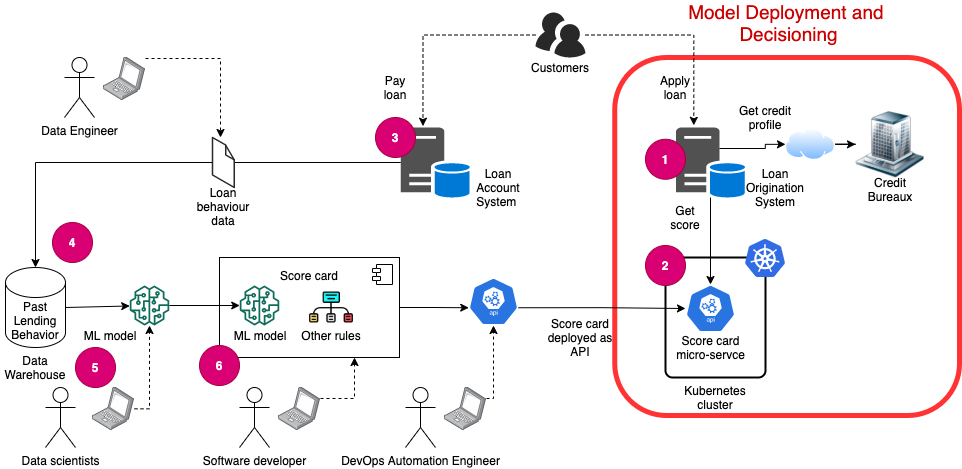 Model Deployment and
Decisioning
Customers
Data Engineer
Pay
loan
Apply
loan
Get credit
profile
3
1
Loan
behaviour
data
Loan
Account
System
Loan
Origination
System
Credit
Bureaux
Get
score
4
2
Past
Lending
Behavior
Data
Warehouse
ML model
Score card
ML model
Other rules
api
Score card
deployed as
API
api
Score card
micro-servce
Kubernetes
cluster
5
6
Data scientists
Software developer
DevOps Automation Engineer